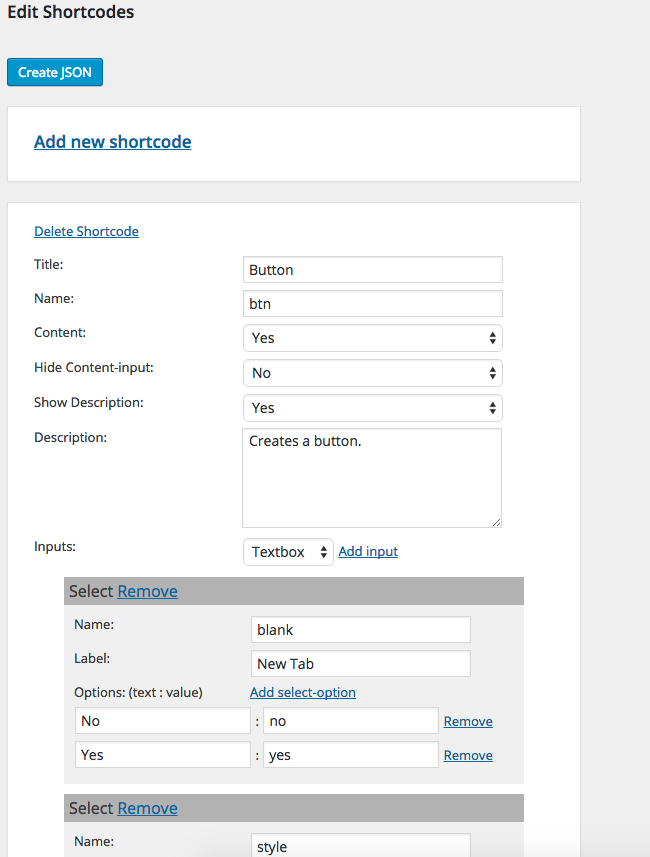 Edit Shortcodes
Create JSON
Add new shortcode
Delete Shortcode
Title: Button
Name: btn
Content: Yes
Hide Content-input: No
Show Description: Yes
Description: Creates a button.
Inputs: Textbox Add input
Select Remove
Name: blank
Label: New Tab
Options: (text : value) Add select-option
No : no Remove
Yes : yes Remove
Select Remove
Name: style